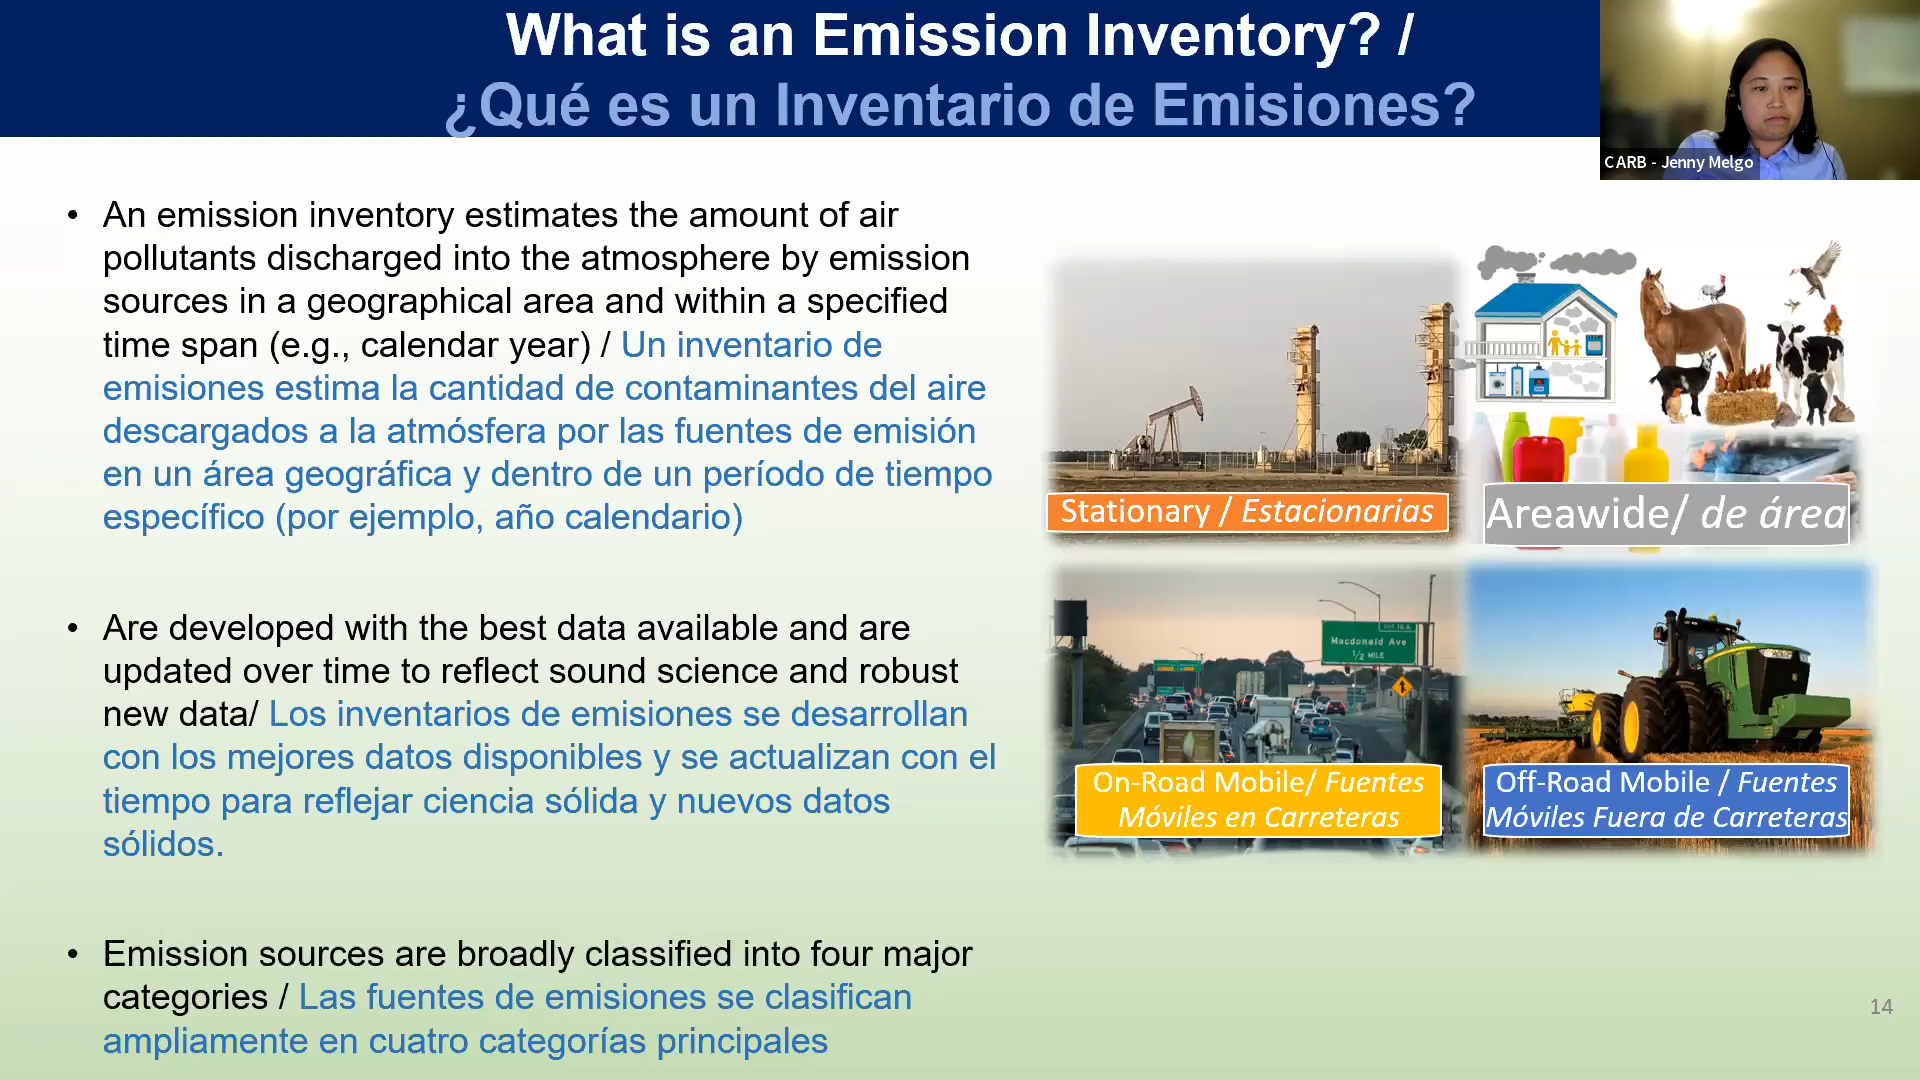 What is an Emission Inventory? /
¿Qué es un Inventario de Emisiones?
CARB - Jenny Melgo
• An emission inventory estimates the amount of air
pollutants discharged into the atmosphere by emission
sources in a geographical area and within a specified
time span (e.g., calendar year) / Un inventario de
emisiones estima la cantidad de contaminantes del aire
descargados a la atmósfera por las fuentes de emisión
en un área geográfica y dentro de un período de tiempo
específico (por ejemplo, año calendario)
• Are developed with the best data available and are
updated over time to reflect sound science and robust
new data/ Los inventarios de emisiones se desarrollan
con los mejores datos disponibles y se actualizan con el
tiempo para reflejar ciencia sólida y nuevos datos
sólidos.
• Emission sources are broadly classified into four major
categories / Las fuentes de emisiones se clasifican
ampliamente en cuatro categorías principales
Stationary / Estacionarias
Areawide/ de área
Macdonald Ave
1/2 MILE
On-Road Mobile/ Fuentes
Móviles en Carreteras
Off-Road Mobile / Fuentes
Móviles Fuera de Carreteras
14